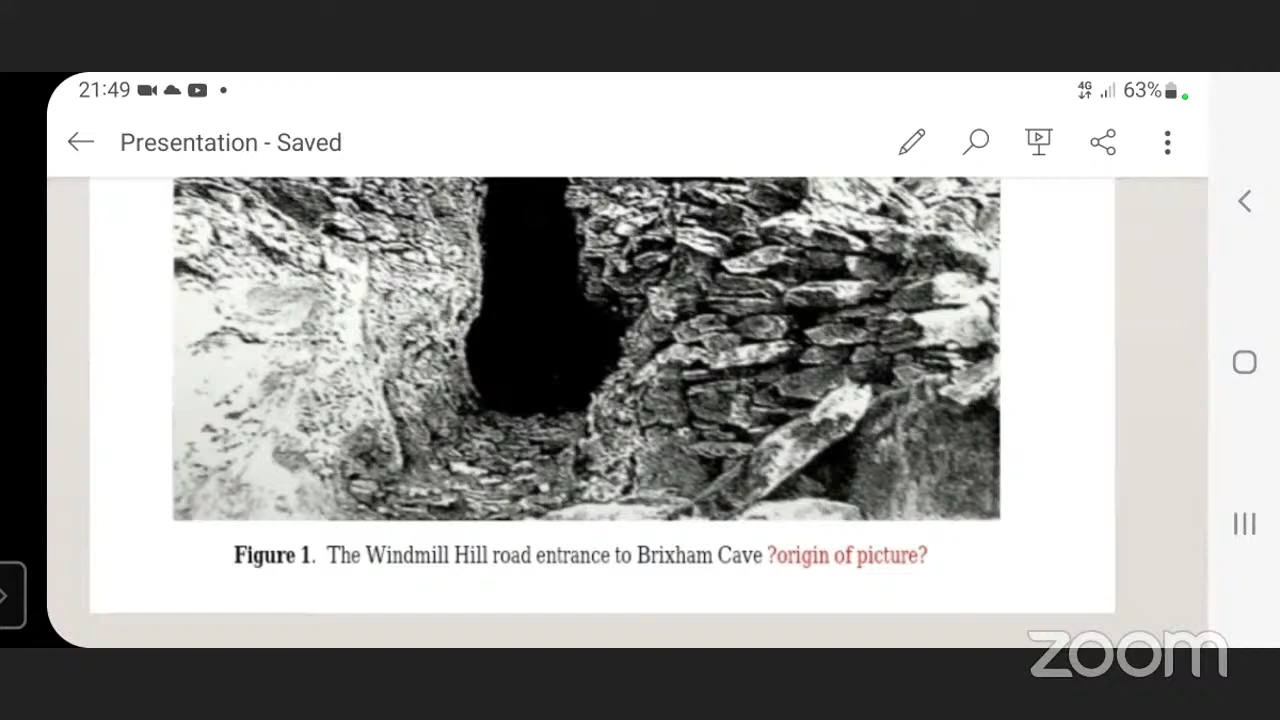 21:49
4G 63%
Presentation - Saved
Figure 1. The Windmill Hill road entrance to Brixham Cave ?origin of picture?
zoom